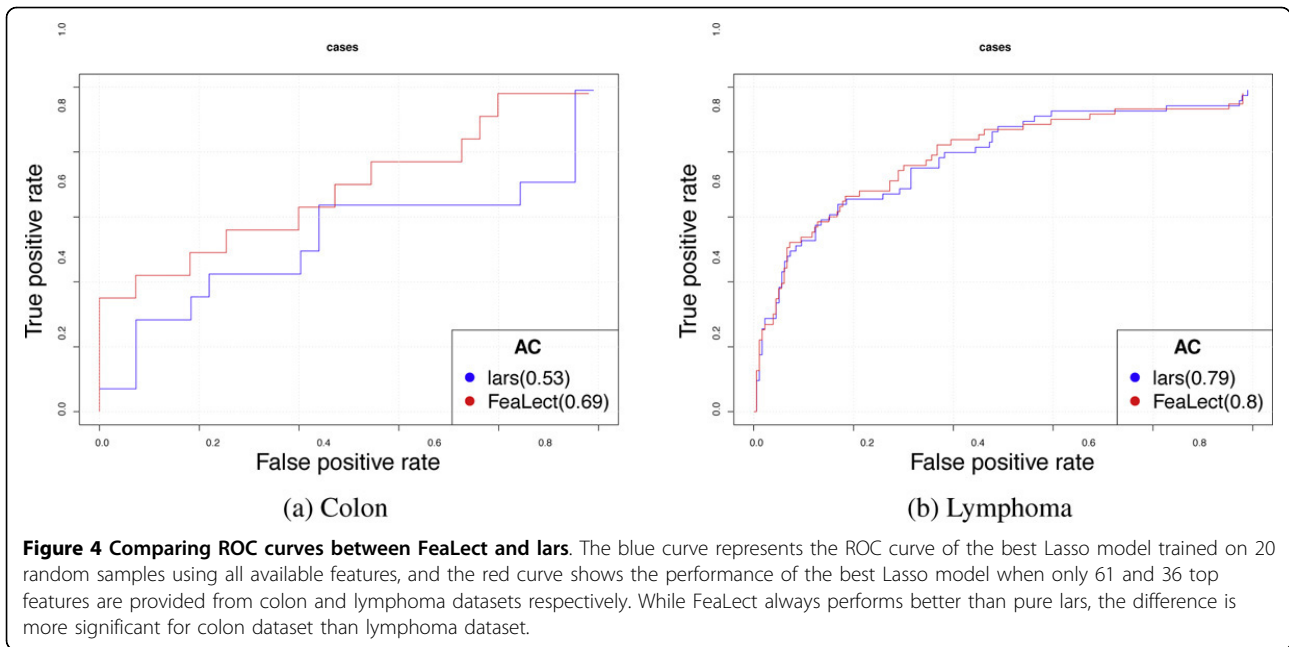 cases
1.0
0.8
0.6
0.4
0.2
0.0
True positive rate
AC
lars(0.53)
FeaLect(0.69)
0.0 0.2 0.4 0.6 0.8
False positive rate
(a) Colon
cases
1.0
0.8
0.6
0.4
0.2
0.0
True positive rate
AC
lars(0.79)
FeaLect(0.8)
0.0 0.2 0.4 0.6 0.8
False positive rate
(b) Lymphoma
Figure 4 Comparing ROC curves between FeaLect and lars. The blue curve represents the ROC curve of the best Lasso model trained on 20
random samples using all available features, and the red curve shows the performance of the best Lasso model when only 61 and 36 top
features are provided from colon and lymphoma datasets respectively. While FeaLect always performs better than pure lars, the difference is
more significant for colon dataset than lymphoma dataset.